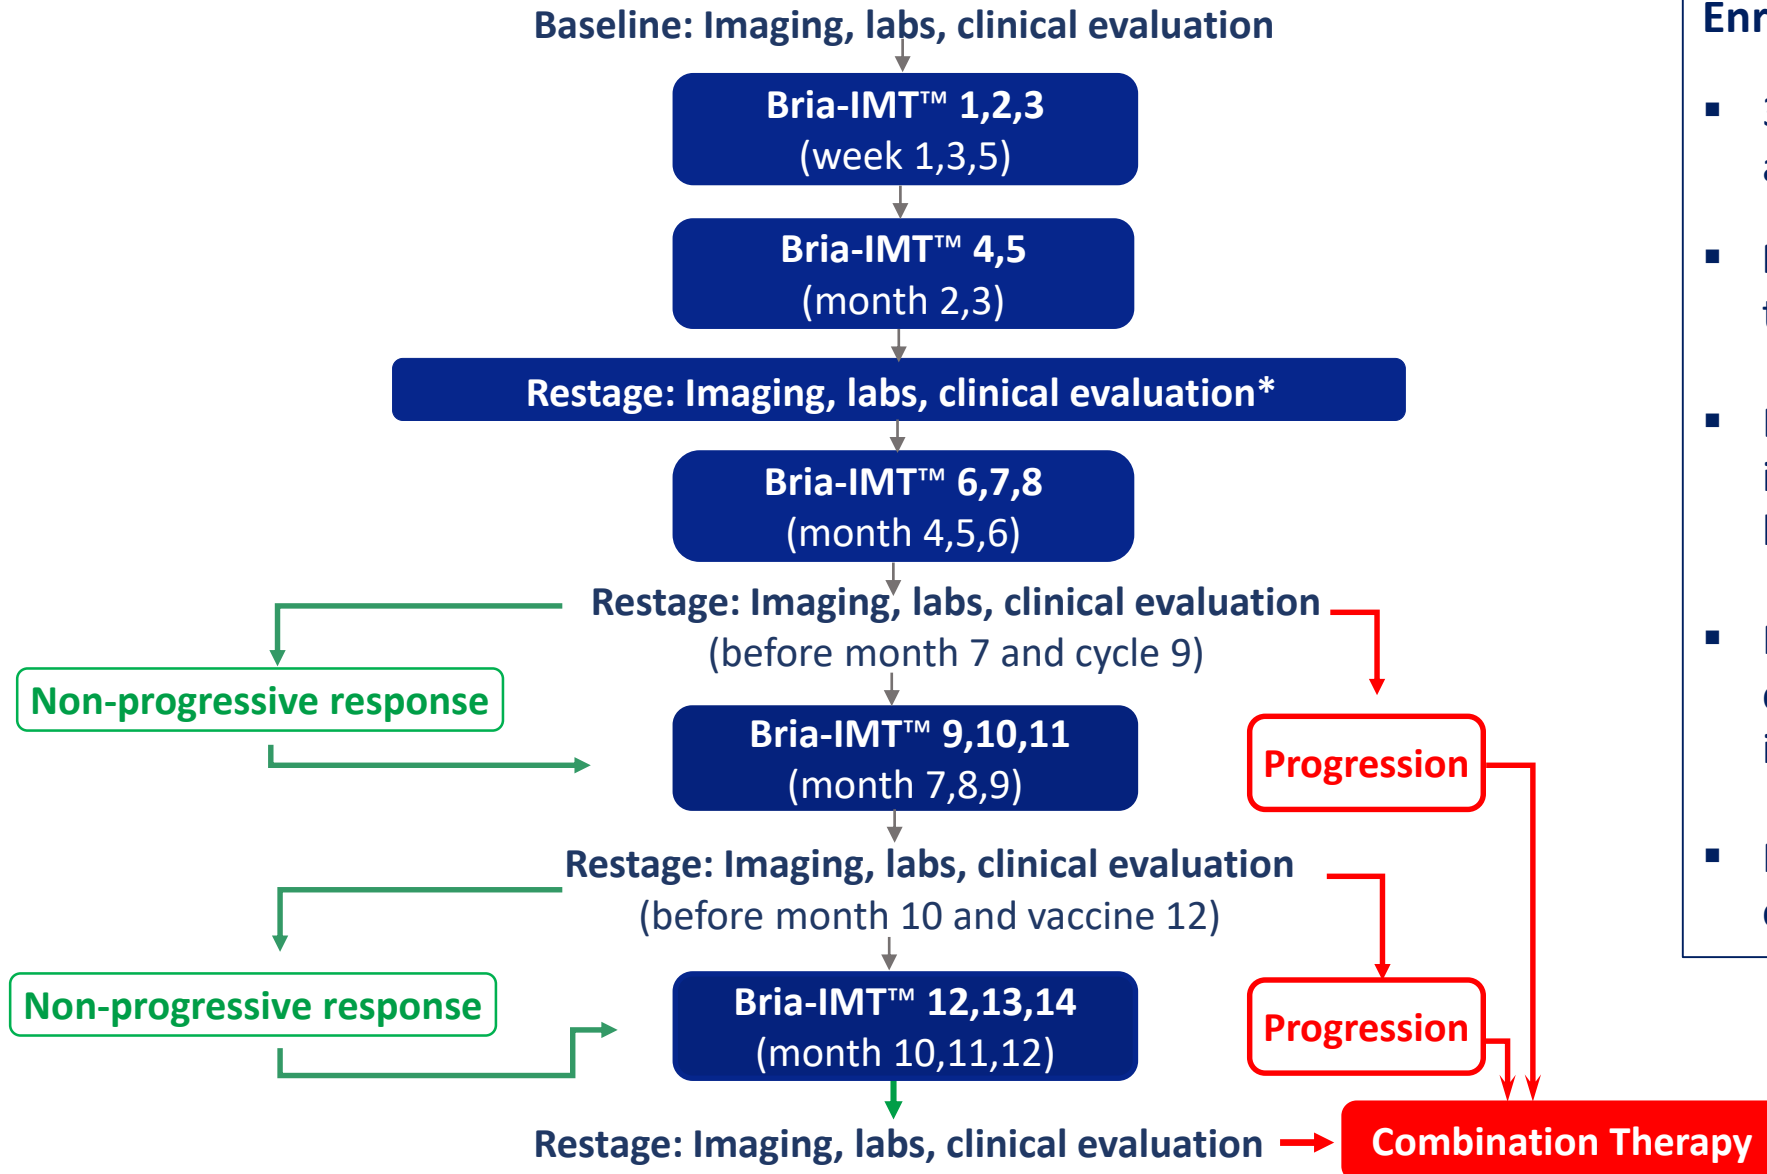 Baseline: Imaging, labs, clinical evaluation
Bria-IMT™ 1,2,3
(week 1,3,5)
Bria-IMT™ 4,5
(month 2,3)
Restage: Imaging, labs, clinical evaluation*
Bria-IMT™ 6,7,8
(month 4,5,6)
Restage: Imaging, labs, clinical evaluation
(before month 7 and cycle 9)
Non-progressive response
Bria-IMT™ 9,10,11
(month 7,8,9)
Progression
Restage: Imaging, labs, clinical evaluation
(before month 10 and vaccine 12)
Non-progressive response
Bria-IMT™ 12,13,14
(month 10,11,12)
Progression
Restage: Imaging, labs, clinical evaluation
Combination Therapy